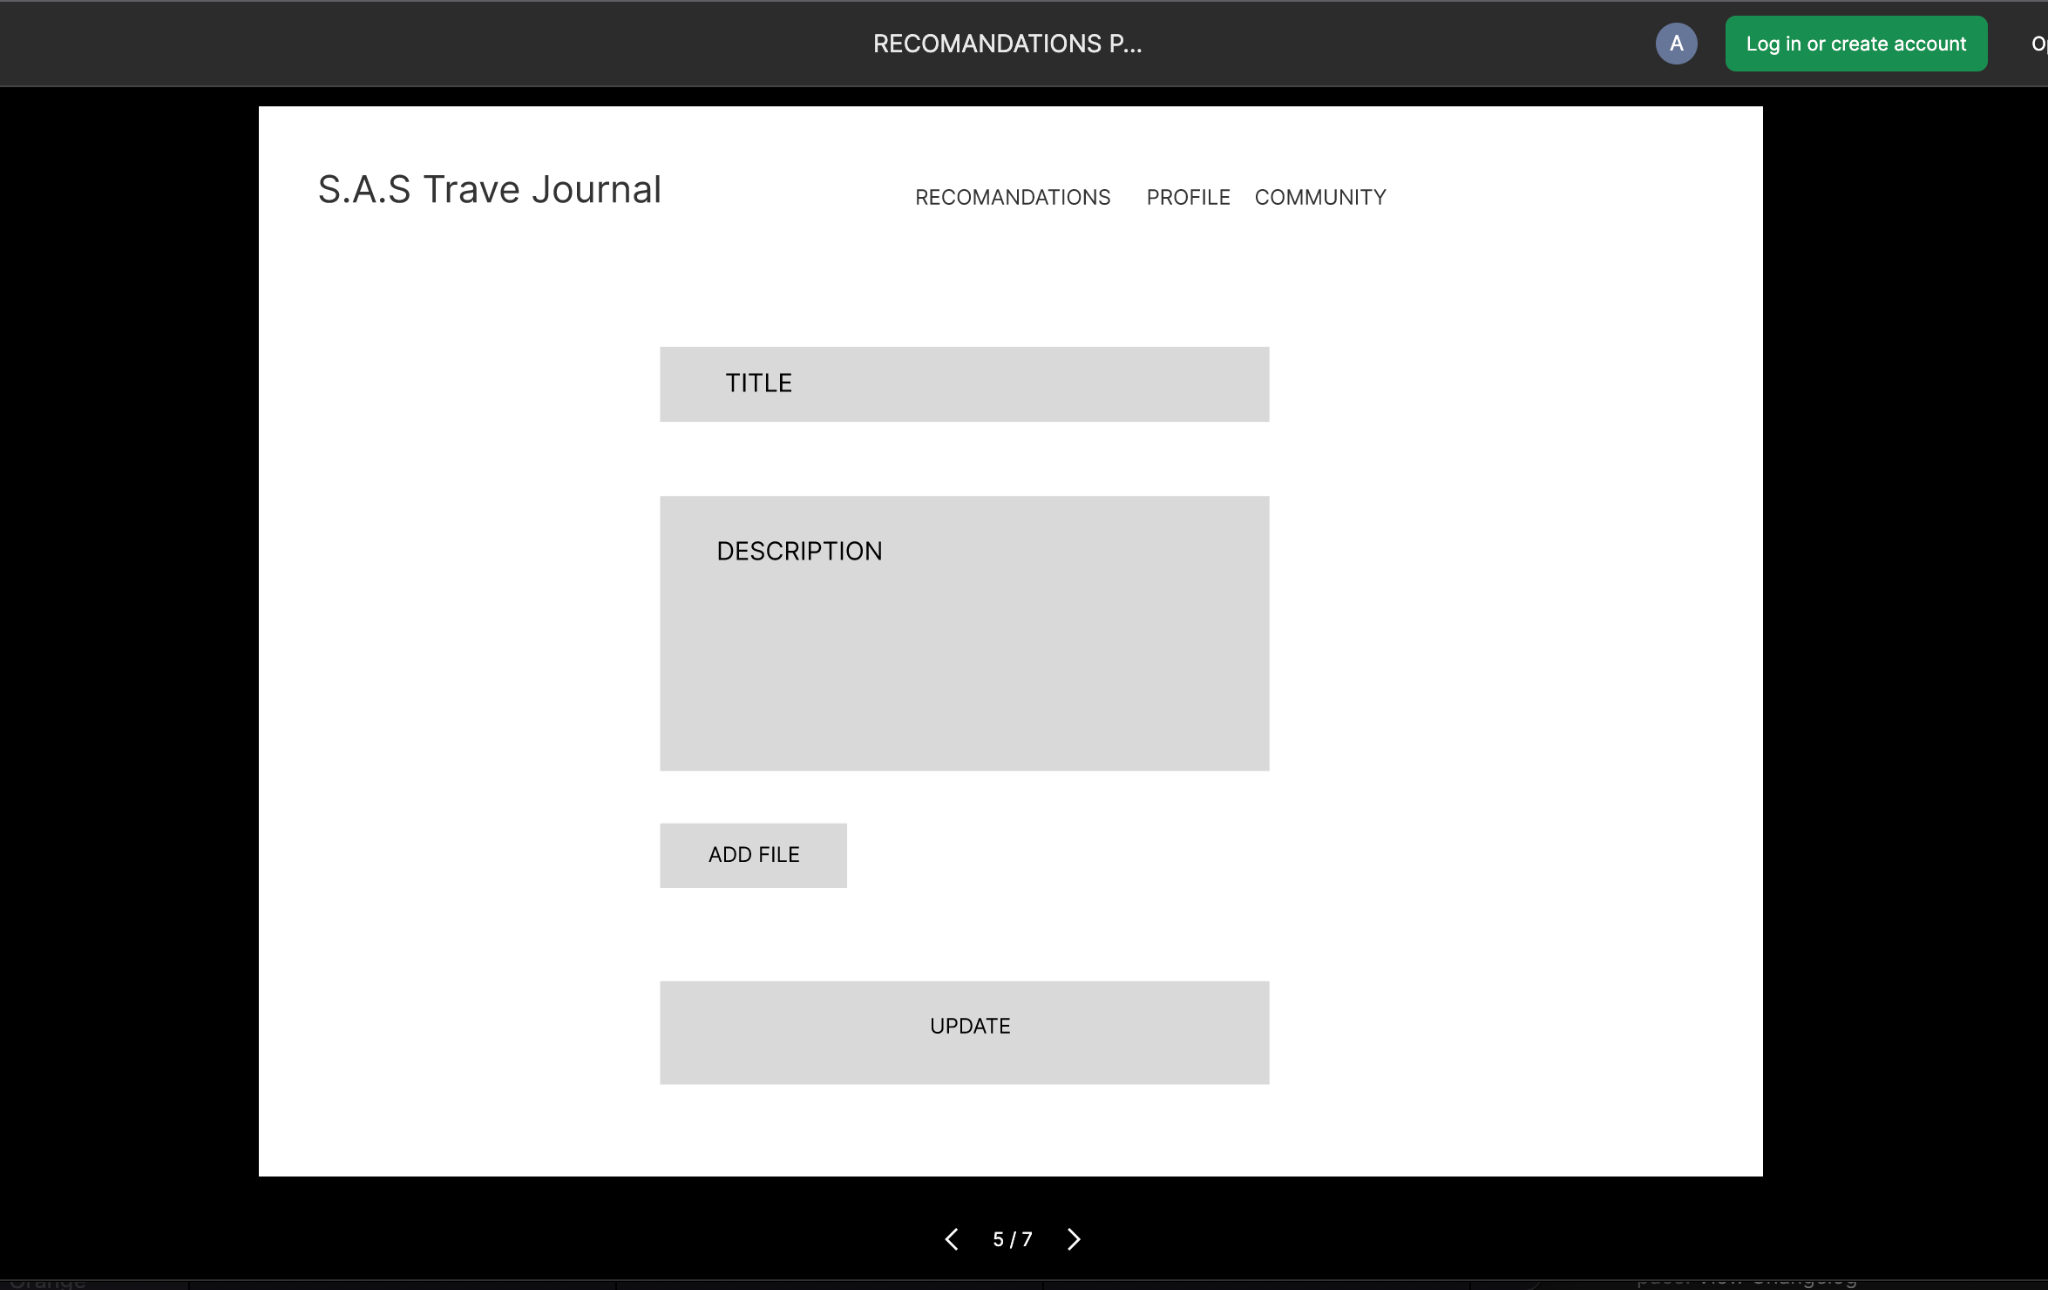 RECOMANDATIONS P...
A
Log in or create account
S.A.S Trave Journal
RECOMANDATIONS PROFILE COMMUNITY
TITLE
DESCRIPTION
ADD FILE
UPDATE
5 / 7